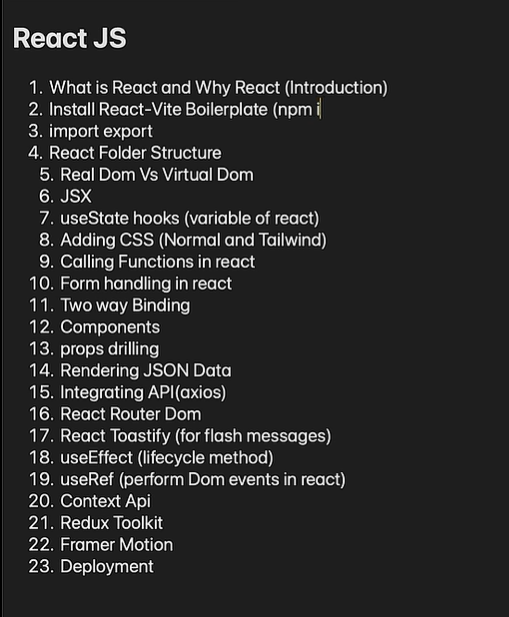 React JS
1. What is React and Why React (Introduction)
2. Install React-Vite Boilerplate (npm i
3. import export
4. React Folder Structure
5. Real Dom Vs Virtual Dom
6. JSX
7. useState hooks (variable of react)
8. Adding CSS (Normal and Tailwind)
9. Calling Functions in react
10. Form handling in react
11. Two way Binding
12. Components
13. props drilling
14. Rendering JSON Data
15. Integrating API(axios)
16. React Router Dom
17. React Toastify (for flash messages)
18. useEffect (lifecycle method)
19. useRef (perform Dom events in react)
20. Context Api
21. Redux Toolkit
22. Framer Motion
23. Deployment